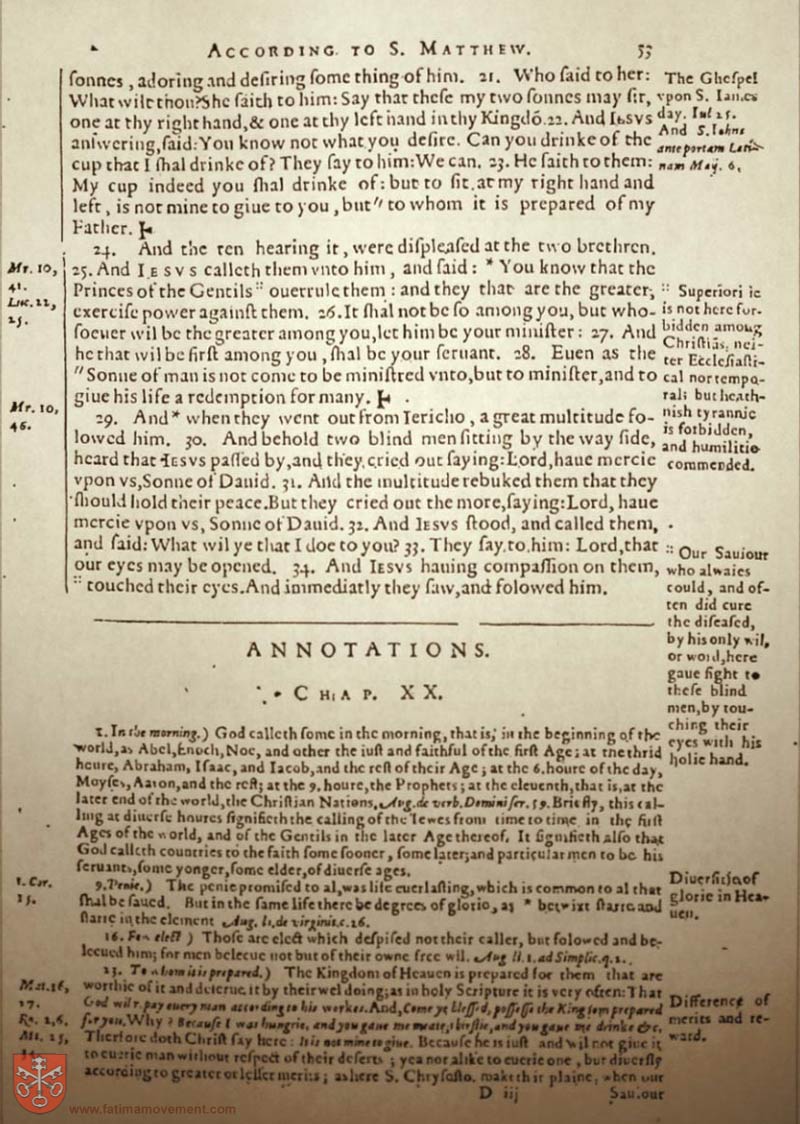 ACCORDING TO S. MATTHEW. 55
ſonnes, adoring and deſiring ſome thing of him. 21. Who ſaid to her:
What wilt thou? She ſaith to him: Say that theſe my two ſonnes may ſit,
one at thy right hand, & one at thy left hand in thy Kingdõ. 22. And IESVS
anſwering, ſaid: You know not what you deſire. Can you drinke of the
cup that I ſhal drinke of? They ſay to him: We can. 23. He ſaith to them:
My cup indeed you ſhal drinke of: but to ſit at my right hand and
left, is not mine to giue to you, but" to whom it is prepared of my
Father.
The Ghoſpel
vpon S. Iames
day. Iul 25.
And S. Iohns
ante portam Latinam
May. 6,
24. And the ten hearing it, were diſpleaſed at the two brethren.
25. And IESVS calleth them vnto him, and ſaid: * You know that the
Princes of the Gentils :: ouerrule them: and they that are the greater,
exerciſe power againſt them. 26. It ſhal not be ſo among you, but who-
ſoeuer wil be the greater among you, let him be your miniſter: 27. And
he that wil be firſt among you, ſhal be your ſeruant. 28. Euen as the
"Sonne of man is not come to be miniſtred vnto, but to miniſter, and to
giue his life a redemption for many.
Mr. 10,
41.
Luc. 22,
25.
:: Superiori ie
is not here for-
bidden among
Chriſtiãs, nei-
ter Eccleſiaſti-
cal nor tempo-
ral; but heath-
niſh tyrannie
is forbidden,
and humilitie
commended.
29. And * when they went out from Iericho, a great multitude fo-
lowed him. 30. And behold two blind men ſitting by the way ſide,
heard that IESVS paſſed by, and they cried out ſaying: Lord, haue mercie
vpon vs, Sonne of Dauid. 31. And the multitude rebuked them that they
ſhould hold their peace. But they cried out the more, ſaying: Lord, haue
mercie vpon vs, Sonne of Dauid. 32. And IESVS ſtood, and called them,
and ſaid: What wil ye that I doe to you? 33. They ſay to him: Lord, that
our eyes may be opened. 34. And IESVS hauing compaſſion on them,
:: touched their eyes. And immediatly they ſaw, and folowed him.
Mr. 10,
46.
:: Our Sauiour
who alwaies
could, and of-
ten did cure
the diſeaſed,
by his only wil,
or word, here
gaue ſight to
theſe blind
men, by tou-
ching their
eyes with his
holie hand.
ANNOTATIONS.
CHAP. XX.
1. In the morning.) God calleth ſome in the morning, that is, in the beginning of the
world, as Abel, Enoch, Noe, and other the iuſt and faithful of the firſt Age; at the thrid
houre, Abraham, Iſaac, and Iacob, and the reſt of their Age; at the 6. houre of the day,
Moyſes, Aaron, and the reſt; at the 9. houre, the Prophets; at the eleuenth, that is, at the
later end of the world, the Chriſtian Nations. Aug. de verb. Domini ſer. 59. Briefly, this cal-
ling at diuerſe houres ſignifieth the calling of the Iewes from time to time in the firſt
Ages of the world, and of the Gentils in the later Age thereof. It ſignifieth alſo that
God calleth countries to the faith ſome ſooner, ſome later; and particular men to be his
ſeruants, ſome yonger, ſome elder, of diuerſe ages.
9. Penie.) The penie promiſed to al, was life euerlaſting, which is common to al that
ſhal be ſaued. But in the ſame life there be degrees of glorie, as * betwixt ſtarre and
ſtarre in the element Aug. li. de virginit. c. 26.
1. Cor.
15.
Diuerſitie of
glorie in Hea-
uen.
16. Few elect) Thoſe are elect which deſpiſed not their caller, but folowed and be-
leeued him; for men beleeue not but of their owne free wil. Aug li. 1. ad Simplic. q. 2.
23. To whom it is prepared.) The Kingdom of Heauen is prepared for them that are
worthie of it and deſerue it by their wel doing; as in holy Scripture it is very often: That
God wil repay euery man according to his workes. And, Come ye bleſſed, poſſeſſe the Kingdom prepared
for you. Why? Becauſe I was hungrie, and you gaue me meate; thirſtie, and you gaue me drinke &c.
Therfore doth Chriſt ſay here: It is not mine to giue. Becauſe he is iuſt and wil not giue it
to euerie man without reſpect of their deſerts; yea nor alike to euerie one, but diuerſly
according to greater or leſſer merits; as here S. Chryſoſto. maketh it plaine, when our
Mat. 16,
27.
Ro. 2, 6.
Mt. 25,
Difference of
merits and re-
ward.
D iij Sauiour
www.fatimamovement.com